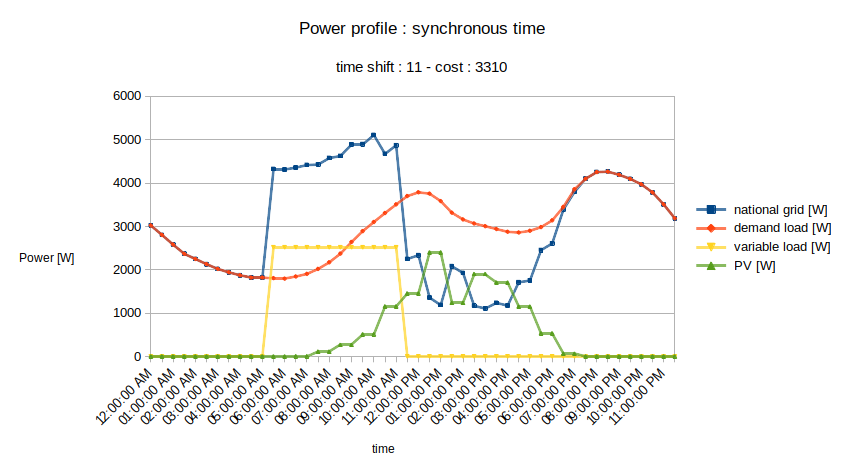 Power profile : synchronous time
time shift : 11 - cost : 3310
6000
5000
4000
3000
2000
1000
0
Power [W]
national grid [W]
demand load [W]
variable load [W]
PV [W]
12:00:00 AM
01:00:00 AM
02:00:00 AM
03:00:00 AM
04:00:00 AM
05:00:00 AM
06:00:00 AM
07:00:00 AM
08:00:00 AM
09:00:00 AM
10:00:00 AM
11:00:00 AM
12:00:00 PM
01:00:00 PM
02:00:00 PM
03:00:00 PM
04:00:00 PM
05:00:00 PM
06:00:00 PM
07:00:00 PM
08:00:00 PM
09:00:00 PM
10:00:00 PM
11:00:00 PM
time